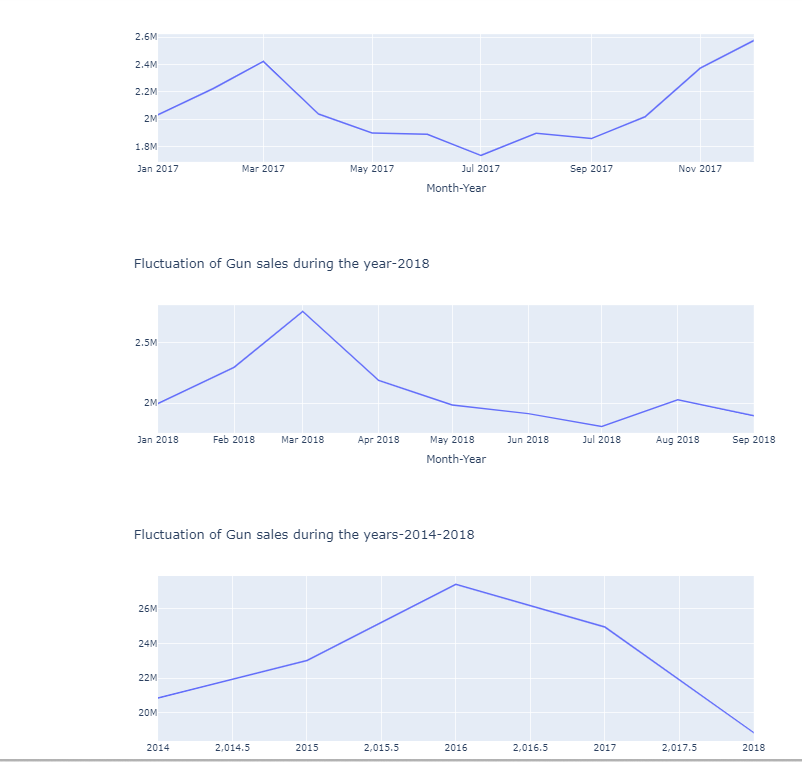 2.6M
2.4M
2.2M
2M
1.8M
Jan 2017 Mar 2017 May 2017 Jul 2017 Sep 2017 Nov 2017
Month-Year
Fluctuation of Gun sales during the year-2018
2.5M
2M
Jan 2018 Feb 2018 Mar 2018 Apr 2018 May 2018 Jun 2018 Jul 2018 Aug 2018 Sep 2018
Month-Year
Fluctuation of Gun sales during the years-2014-2018
26M
24M
22M
20M
2014 2,014.5 2015 2,015.5 2016 2,016.5 2017 2,017.5 2018